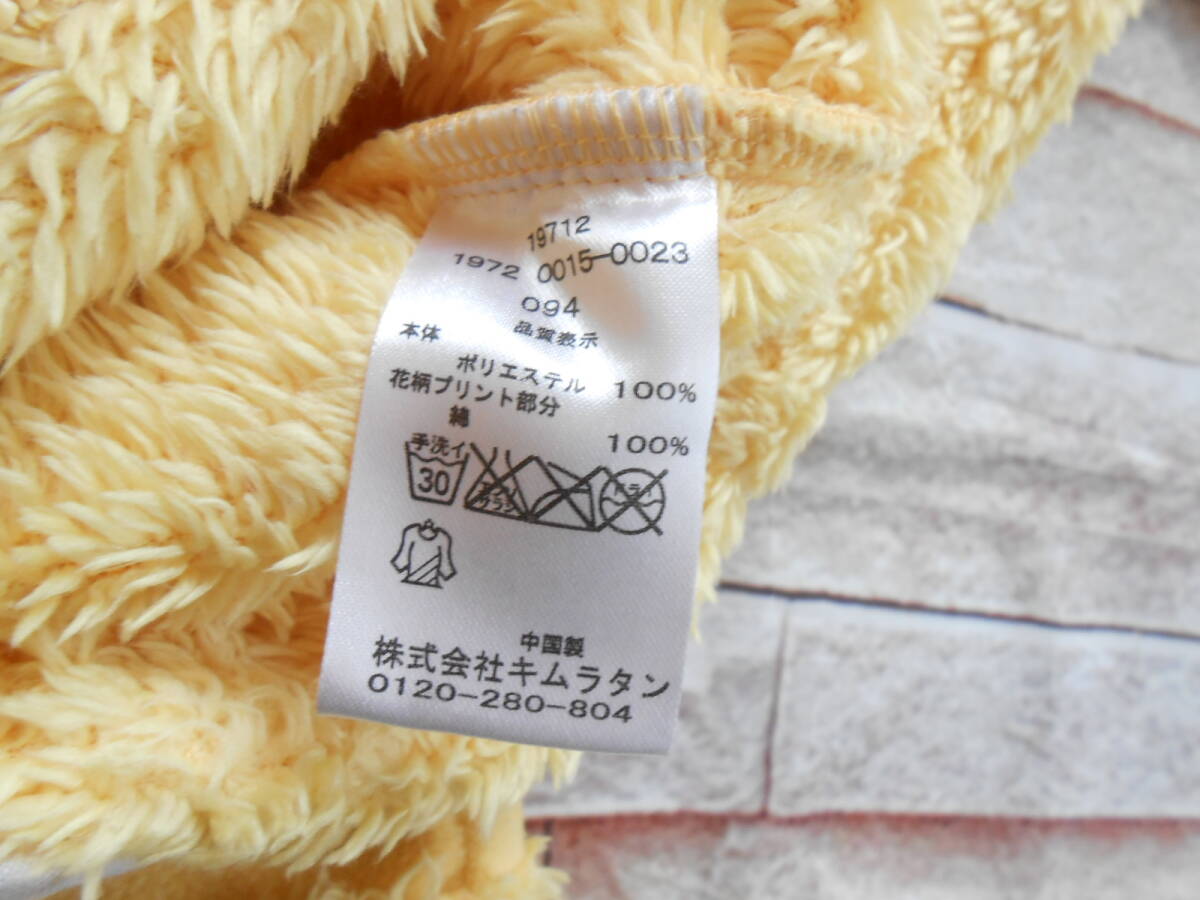 19712
1972 0015-0023
094
品質表示
本体
ポリエステル 100%
花柄プリント部分
綿 100%
手洗イ
30
中国製
株式会社キムラタン
0120-280-804